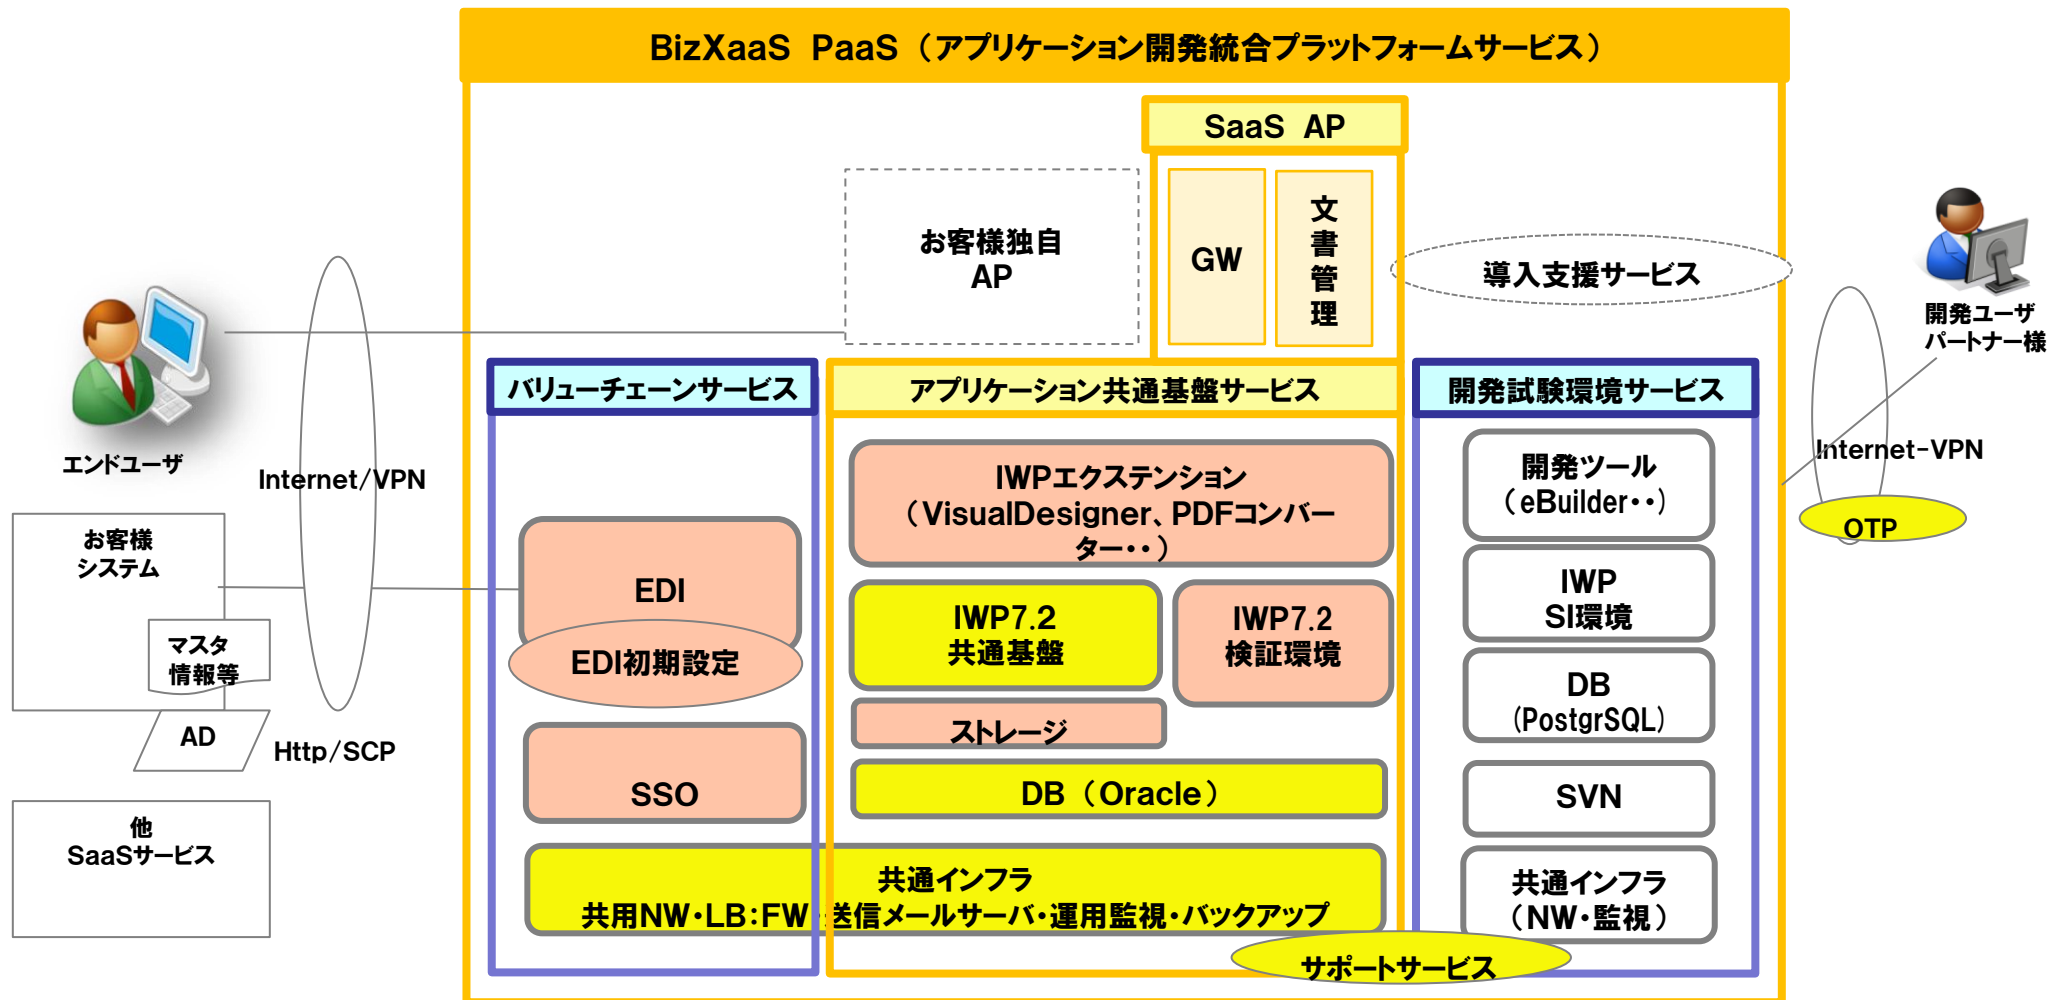 BizXaaS PaaS（アプリケーション開発統合プラットフォームサービス）
SaaS AP
お客様独自
AP
GW
文書管理
導入支援サービス
開発ユーザ
パートナー様
エンドユーザ
Internet/VPN
Internet-VPN
OTP
お客様
システム
マスタ
情報等
AD
Http/SCP
他
SaaSサービス
バリューチェーンサービス
EDI
EDI初期設定
SSO
アプリケーション共通基盤サービス
IWPエクステンション
（VisualDesigner、PDFコンバー
ター・・）
IWP7.2
共通基盤
IWP7.2
検証環境
ストレージ
DB（Oracle）
共通インフラ
共用NW・LB:FW・送信メールサーバ・運用監視・バックアップ
開発試験環境サービス
開発ツール
（eBuilder・・）
IWP
SI環境
DB
(PostgrSQL)
SVN
共通インフラ
（NW・監視）
サポートサービス